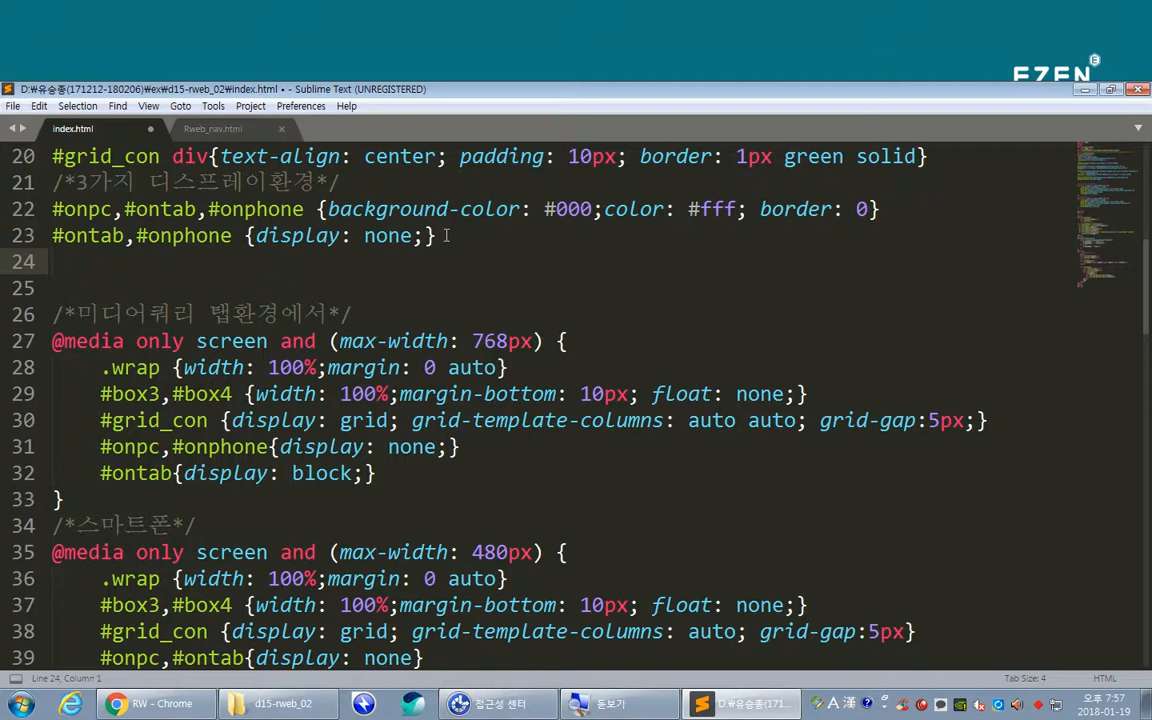 EZEN
D:₩유승종(171212-180206)₩ex₩d15-rweb_02₩index.html • - Sublime Text (UNREGISTERED)
File Edit Selection Find View Goto Tools Project Preferences Help
index.html Rweb_nav.html
20 #grid_con div{text-align: center; padding: 10px; border: 1px green solid}
21 /*3가지 디스프레이환경*/
22 #onpc,#ontab,#onphone {background-color: #000;color: #fff; border: 0}
23 #ontab,#onphone {display: none;}
24
25
26 /*미디어쿼리 탭환경에서*/
27 @media only screen and (max-width: 768px) {
28 .wrap {width: 100%;margin: 0 auto}
29 #box3,#box4 {width: 100%;margin-bottom: 10px; float: none;}
30 #grid_con {display: grid; grid-template-columns: auto auto; grid-gap:5px;}
31 #onpc,#onphone{display: none;}
32 #ontab{display: block;}
33 }
34 /*스마트폰*/
35 @media only screen and (max-width: 480px) {
36 .wrap {width: 100%;margin: 0 auto}
37 #box3,#box4 {width: 100%;margin-bottom: 10px; float: none;}
38 #grid_con {display: grid; grid-template-columns: auto; grid-gap:5px}
39 #onpc,#ontab{display: none}
Line 24, Column 1 Tab Size: 4 HTML
RW - Chrome d15-rweb_02 접근성 센터 돋보기 D:₩유승종(171... A 漢 오후 7:57
2018-01-19